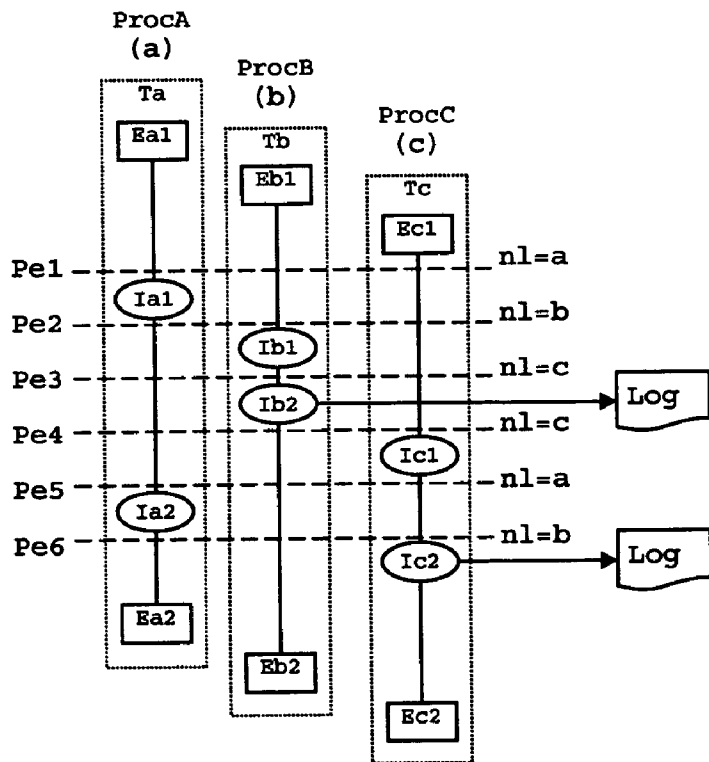 ProcA
(a)
ProcB
(b)
ProcC
(c)
Ta
Tb
Tc
Ea1
Eb1
Ec1
Pe1
nl=a
Ia1
Pe2
nl=b
Ib1
Pe3
nl=c
Ib2
Log
Pe4
nl=c
Ic1
Pe5
nl=a
Ia2
Pe6
nl=b
Ic2
Log
Ea2
Eb2
Ec2